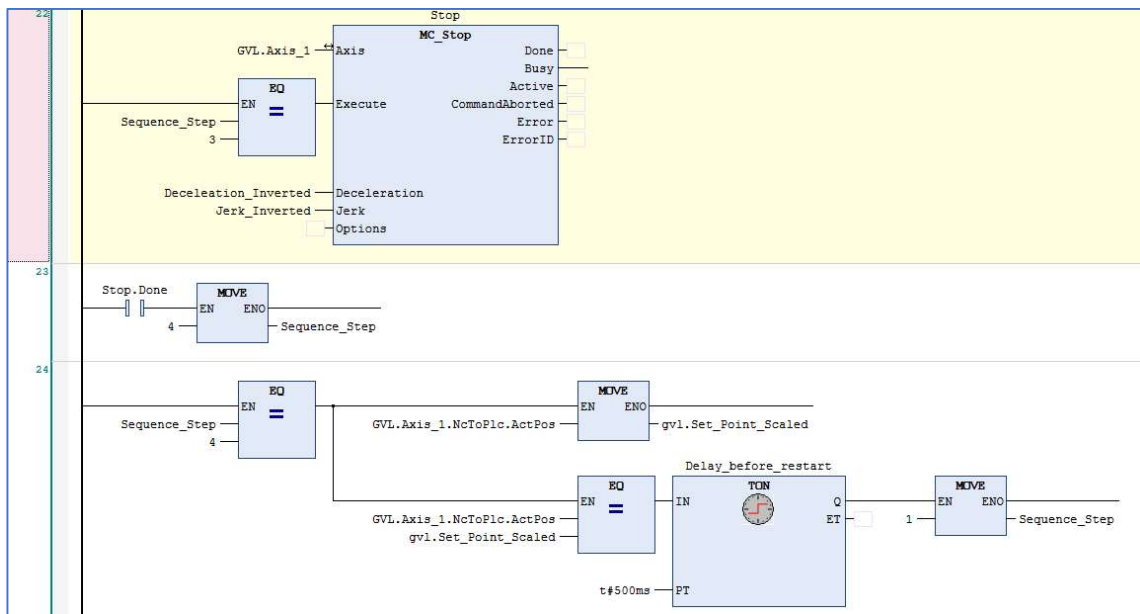 22
Stop
MC_Stop
GVL.Axis_1 Axis Done
Busy
EQ Active
EN Execute CommandAborted
Sequence_Step = Error
3 ErrorID
Deceleation_Inverted Deceleration
Jerk_Inverted Jerk
Options
23
Stop.Done MOVE
EN ENO
4 Sequence_Step
24
EQ MOVE
EN = EN ENO
Sequence_Step GVL.Axis_1.NcToPlc.ActPos gvl.Set_Point_Scaled
4
Delay_before_restart
EQ TON MOVE
EN = IN Q EN ENO
GVL.Axis_1.NcToPlc.ActPos ET 1 Sequence_Step
gvl.Set_Point_Scaled
t#500ms PT